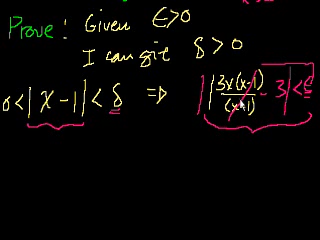 Prove: Given ε>0
I can give δ > 0
0 < | x - 1 | < δ ⇒ | 3x(x-1)/(x-1) - 3 | < ε